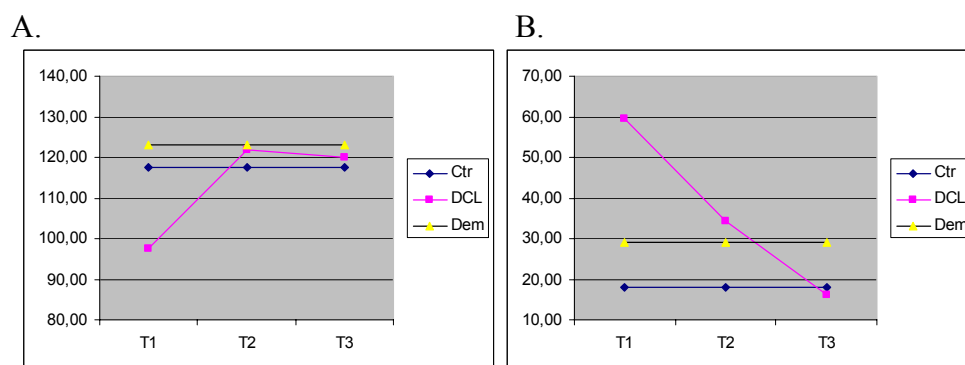 A.
B.
140,00
130,00
120,00
110,00
100,00
90,00
80,00
T1 T2 T3
Ctr
DCL
Dem
70,00
60,00
50,00
40,00
30,00
20,00
10,00
T1 T2 T3
Ctr
DCL
Dem